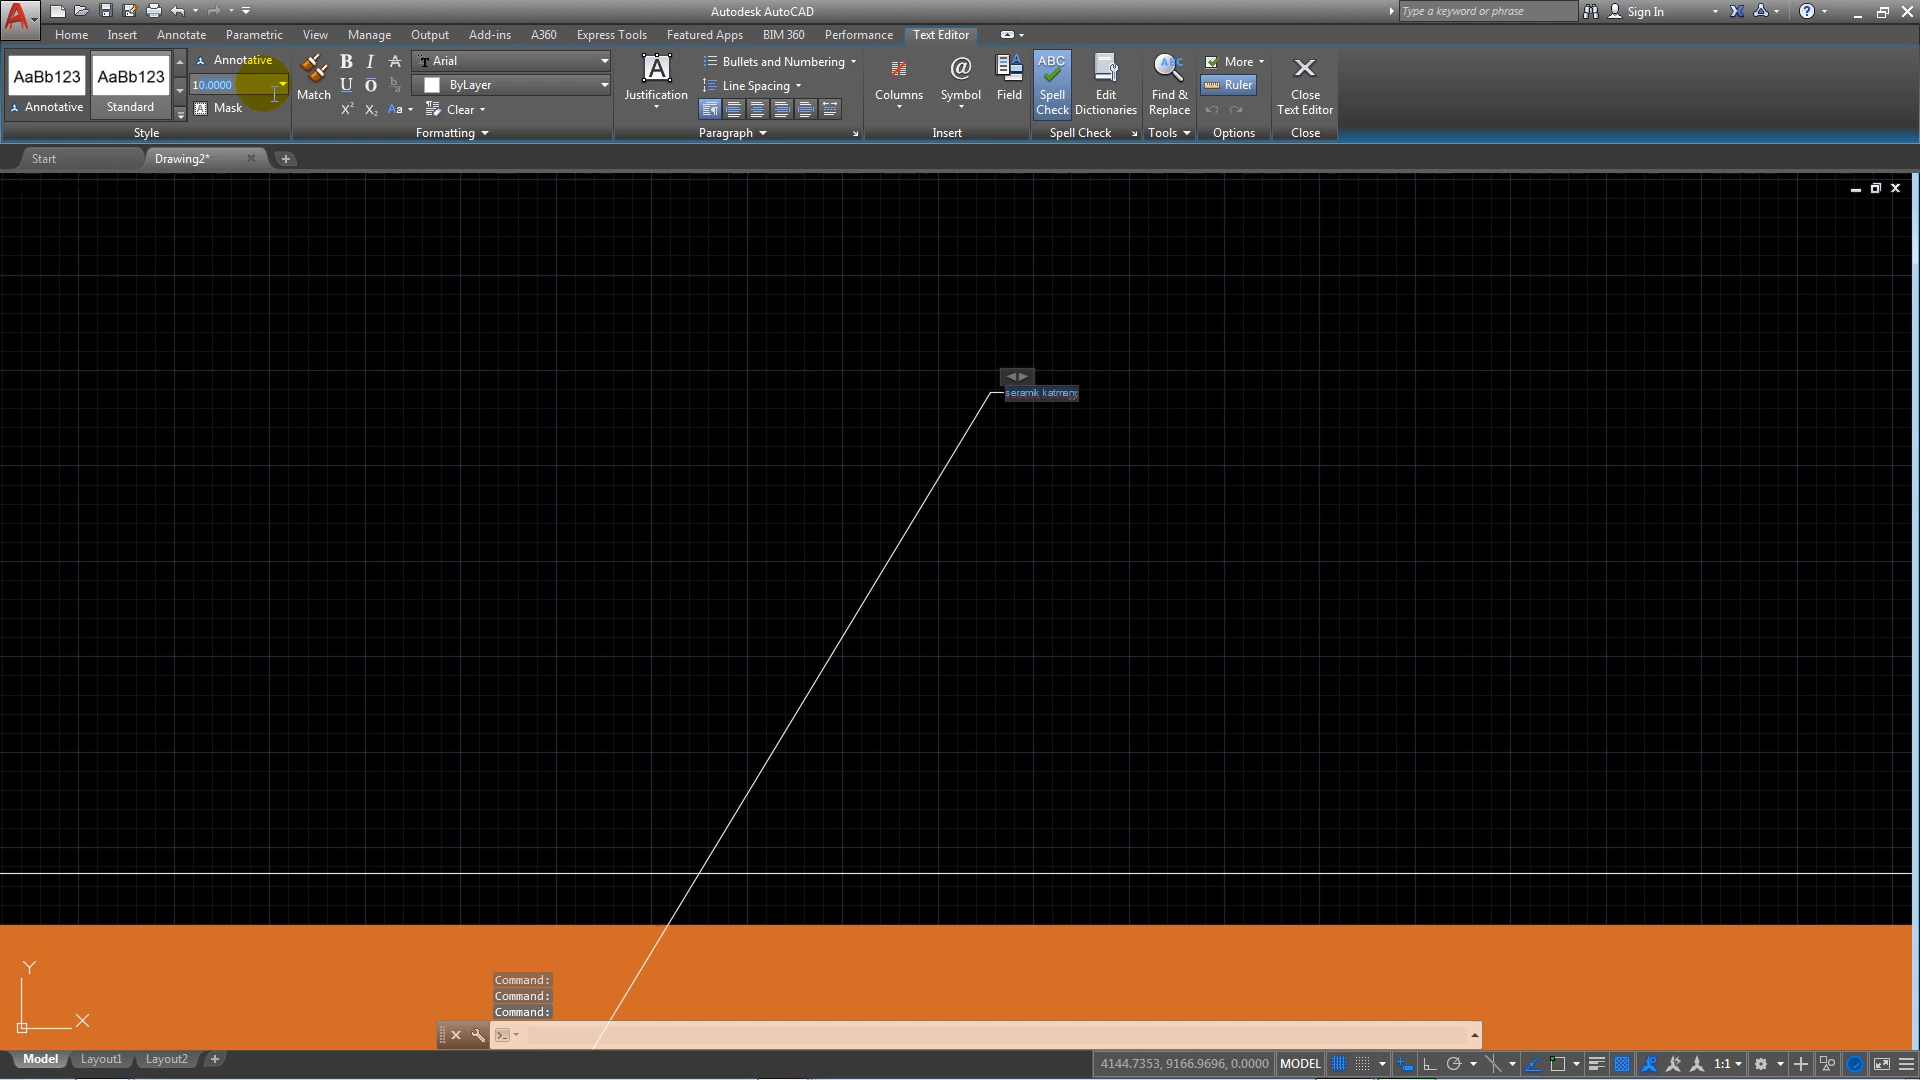 Autodesk AutoCAD
Type a keyword or phrase
Sign In
Home Insert Annotate Parametric View Manage Output Add-ins A360 Express Tools Featured Apps BIM 360 Performance Text Editor
AaBb123 AaBb123
Annotative Standard
Annotative
10.0000
Mask
Style
Match
Arial
ByLayer
Clear
Formatting
Justification
Bullets and Numbering
Line Spacing
Paragraph
Columns
Symbol
Field
Insert
ABC
Spell Check
Edit Dictionaries
Spell Check
ABC
Find & Replace
Tools
More
Ruler
Options
Close Text Editor
Close
Start
Drawing2*
seramik katmanı
Y
X
Command:
Command:
Command:
Model Layout1 Layout2
4144.7353, 9166.9696, 0.0000 MODEL 1:1